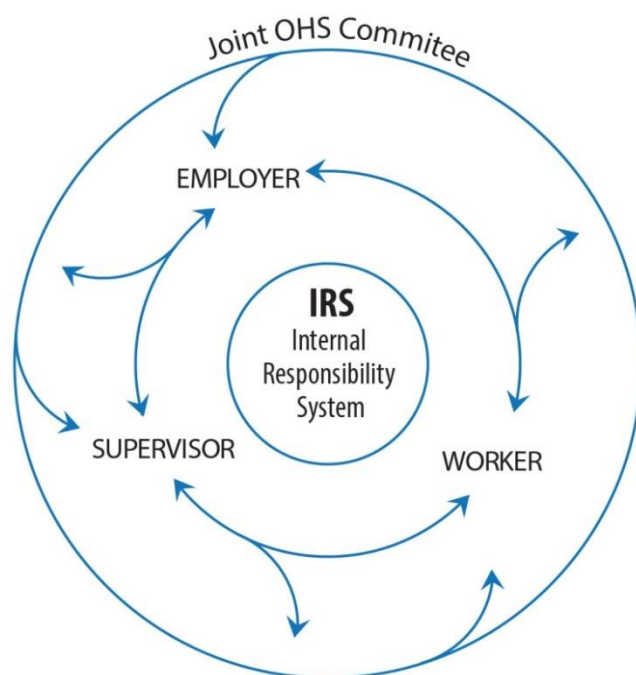 Joint OHS Commitee
EMPLOYER
IRS
Internal
Responsibility
System
SUPERVISOR
WORKER